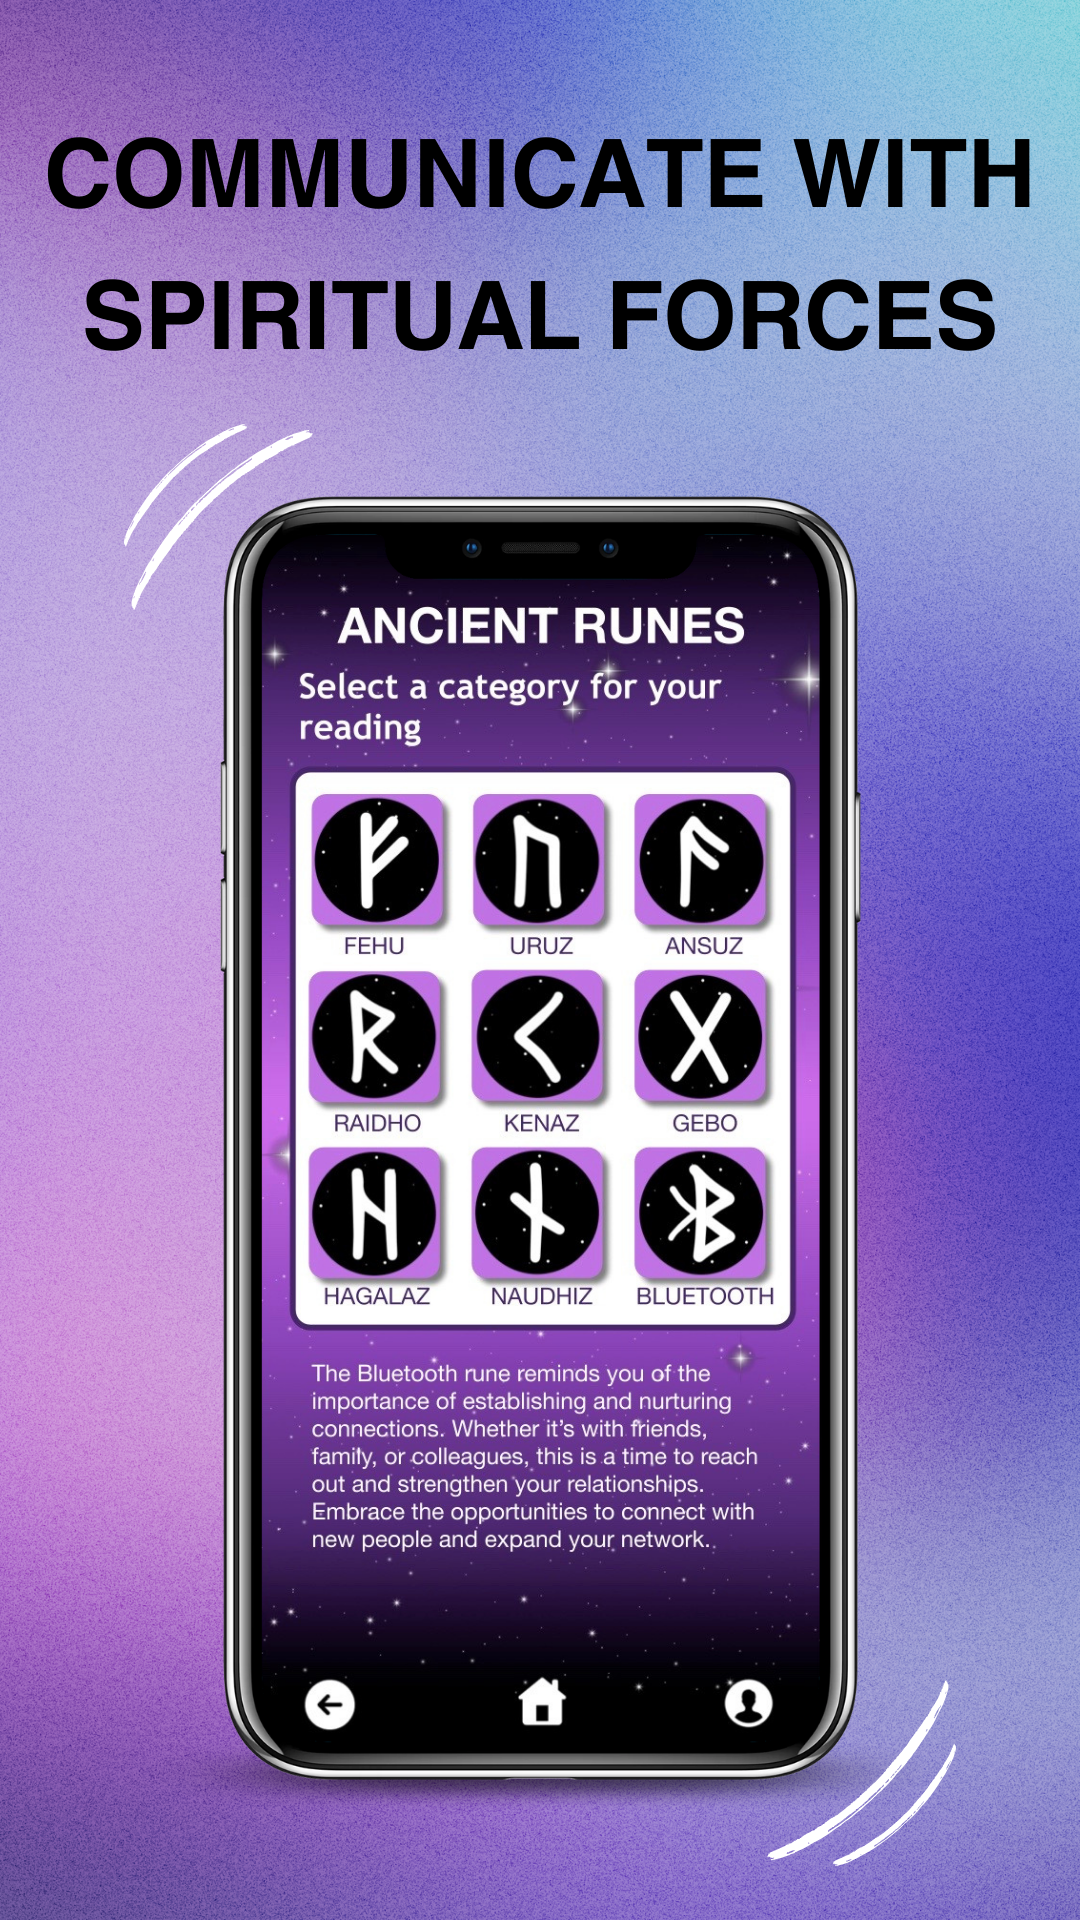 COMMUNICATE WITH
SPIRITUAL FORCES
ANCIENT RUNES
Select a category for your
reading
FEHU URUZ ANSUZ
RAIDHO KENAZ GEBO
HAGALAZ NAUDHIZ BLUETOOTH
The Bluetooth rune reminds you of the
importance of establishing and nurturing
connections. Whether it’s with friends,
family, or colleagues, this is a time to reach
out and strengthen your relationships.
Embrace the opportunities to connect with
new people and expand your network.